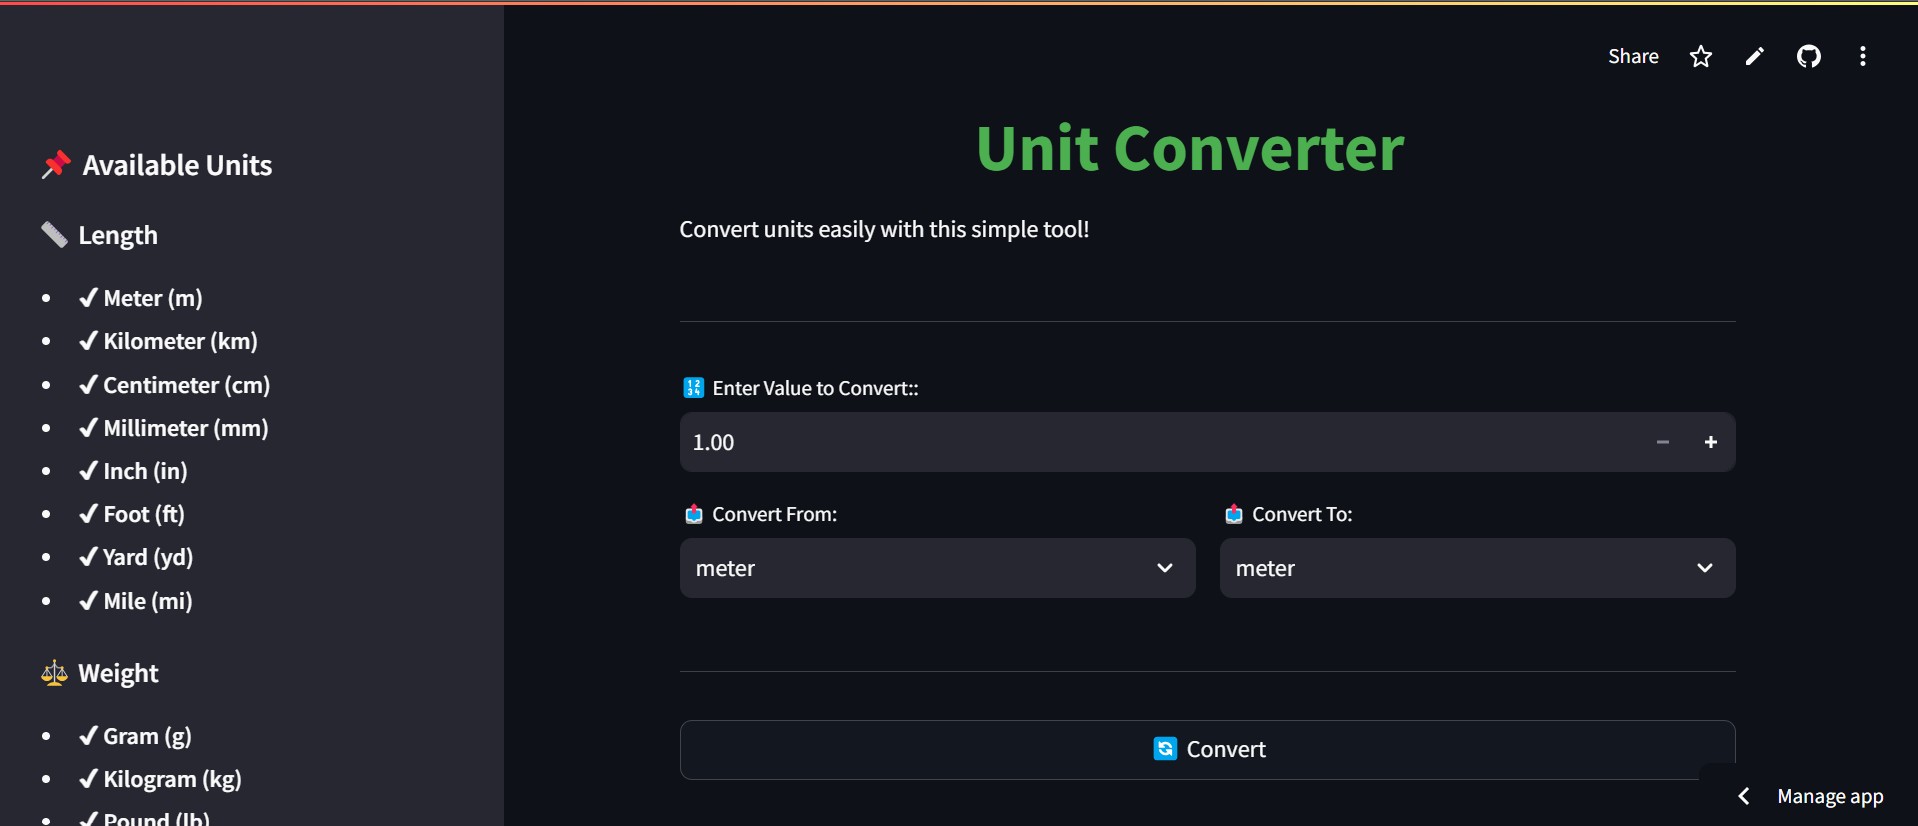 Share
📌 Available Units
📏 Length
• ✔ Meter (m)
• ✔ Kilometer (km)
• ✔ Centimeter (cm)
• ✔ Millimeter (mm)
• ✔ Inch (in)
• ✔ Foot (ft)
• ✔ Yard (yd)
• ✔ Mile (mi)
⚖️ Weight
• ✔ Gram (g)
• ✔ Kilogram (kg)
• ✔ Pound (lb)
Unit Converter
Convert units easily with this simple tool!
🔢 Enter Value to Convert::
1.00
📤 Convert From:
meter
📤 Convert To:
meter
🔄 Convert
Manage app